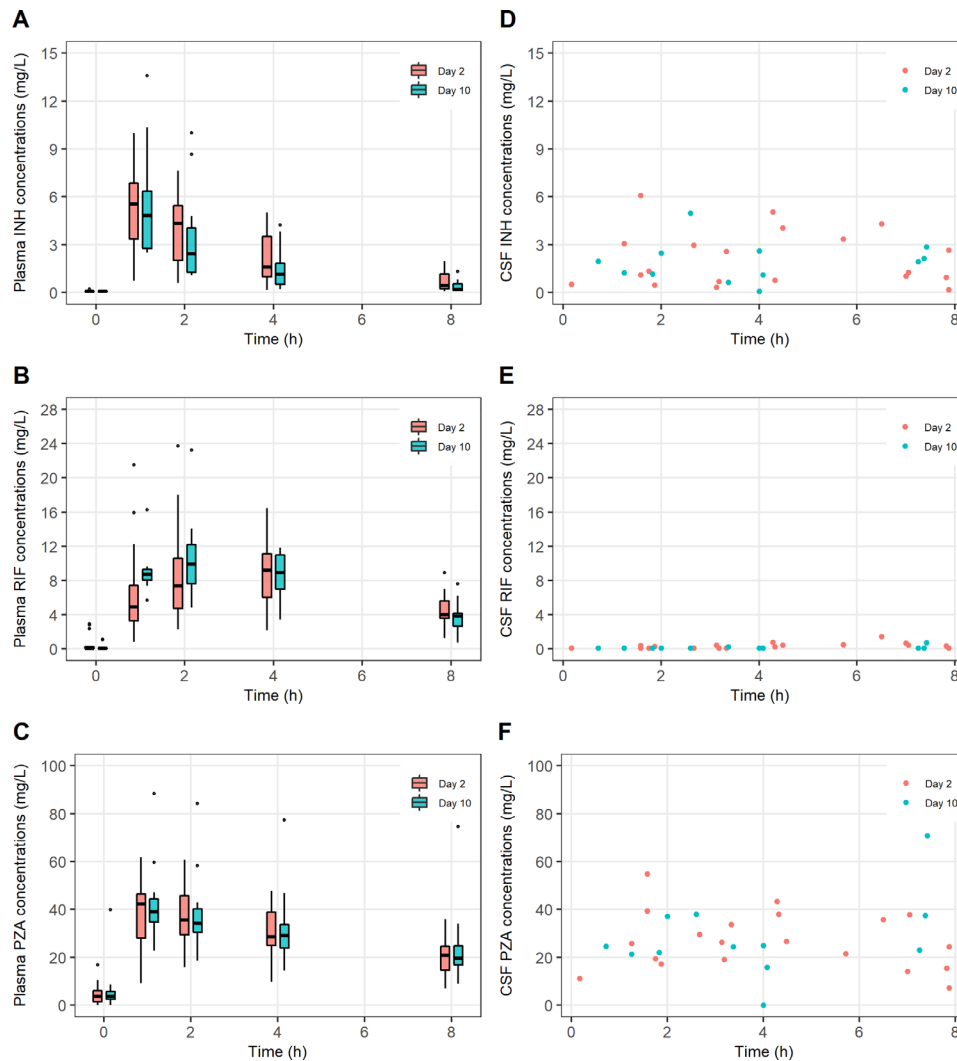 A
Plasma INH concentrations (mg/L)
15
12
9
6
3
0
0 2 4 6 8
Time (h)
Day 2
Day 10
D
CSF INH concentrations (mg/L)
15
12
9
6
3
0
0 2 4 6 8
Time (h)
Day 2
Day 10
B
Plasma RIF concentrations (mg/L)
28
24
20
16
12
8
4
0
0 2 4 6 8
Time (h)
Day 2
Day 10
E
CSF RIF concentrations (mg/L)
28
24
20
16
12
8
4
0
0 2 4 6 8
Time (h)
Day 2
Day 10
C
Plasma PZA concentrations (mg/L)
100
80
60
40
20
0
0 2 4 6 8
Time (h)
Day 2
Day 10
F
CSF PZA concentrations (mg/L)
100
80
60
40
20
0
0 2 4 6 8
Time (h)
Day 2
Day 10